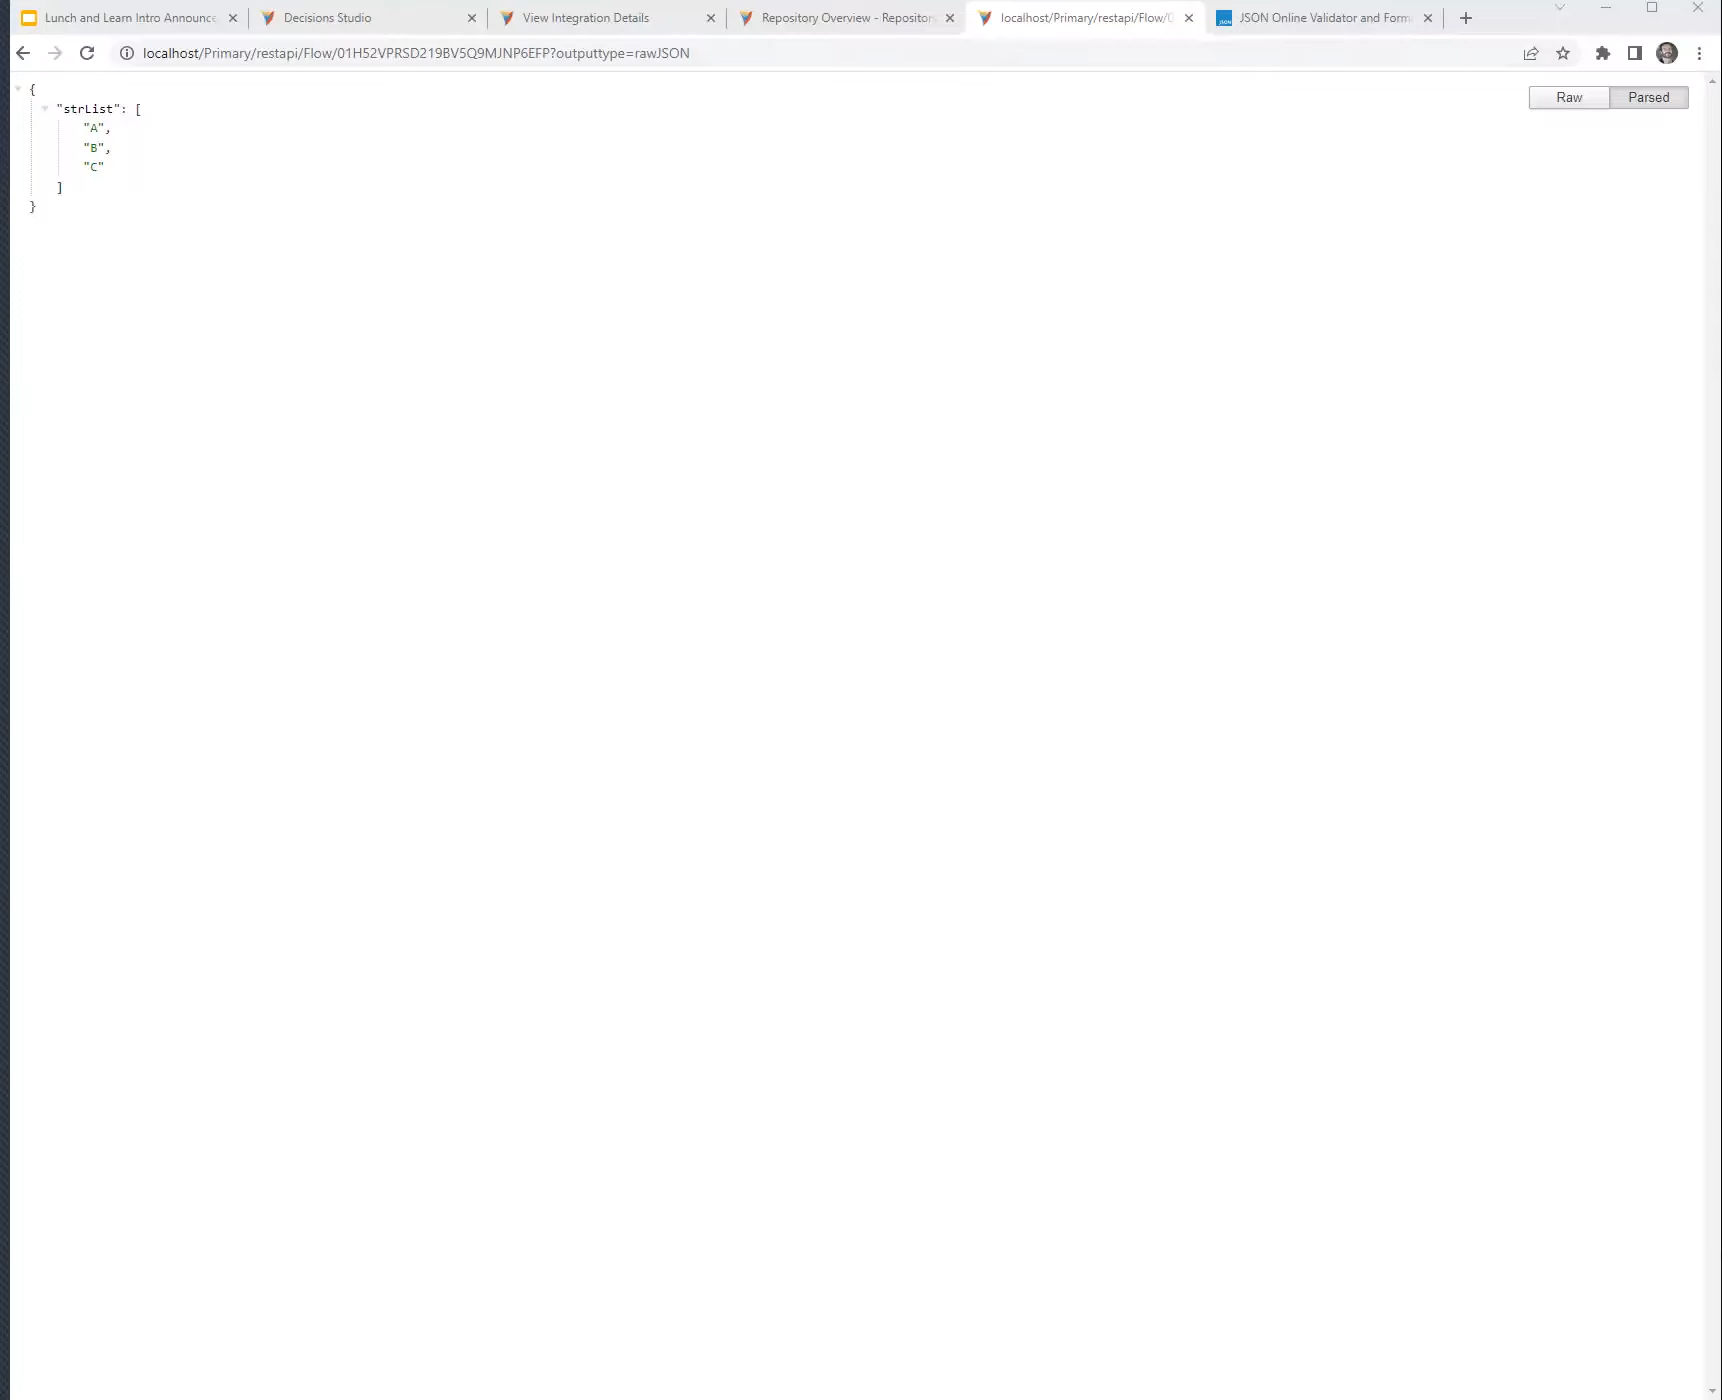 Lunch and Learn Intro Announce
Decisions Studio
View Integration Details
Repository Overview - Repositor
localhost/Primary/restapi/Flow/0
JSON Online Validator and Form
localhost/Primary/restapi/Flow/01H52VPRSD219BV5Q9MJNP6EFP?outputtype=rawJSON
Raw
Parsed
{
"strList": [
"A",
"B",
"C"
]
}